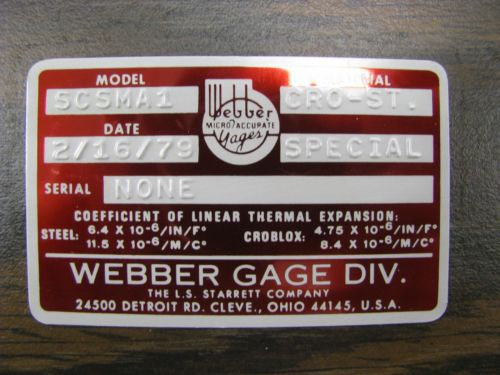 MODEL
SCSMA1
Webber
MICRO ACCURATE
Gages
CRO-ST.
DATE
2/16/79
SPECIAL
SERIAL NONE
COEFFICIENT OF LINEAR THERMAL EXPANSION:
STEEL: 6.4 X 10-6/IN/F° CROBLOX: 4.75 X 10-6/IN/F°
11.5 X 10-6/M/C° 8.4 X 10-6/M/C°
WEBBER GAGE DIV.
THE L.S. STARRETT COMPANY
24500 DETROIT RD. CLEVE., OHIO 44145, U.S.A.